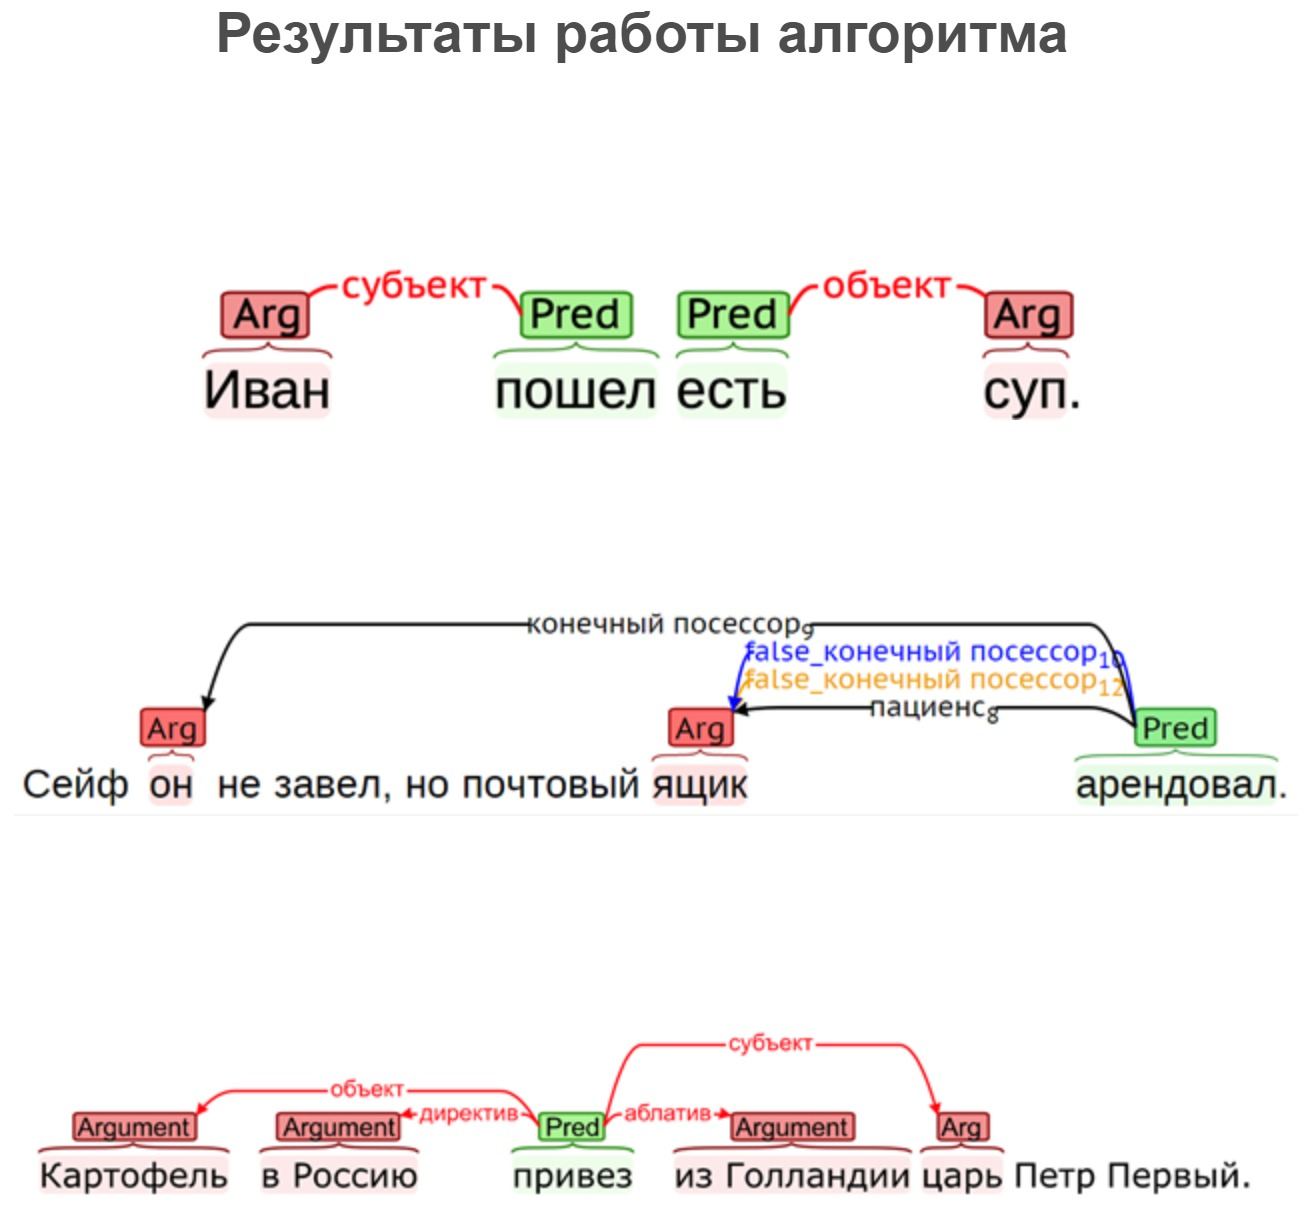 Результаты работы алгоритма
субъект объект
Arg Pred Pred Arg
Иван пошел есть суп.
конечный посессор9
false_конечный посессор10
false_конечный посессор12
пациенс8
Arg Arg Pred
Сейф он не завел, но почтовый ящик арендовал.
субъект
объект
директив аблатив
Argument Argument Pred Argument Arg
Картофель в Россию привез из Голландии царь Петр Первый.